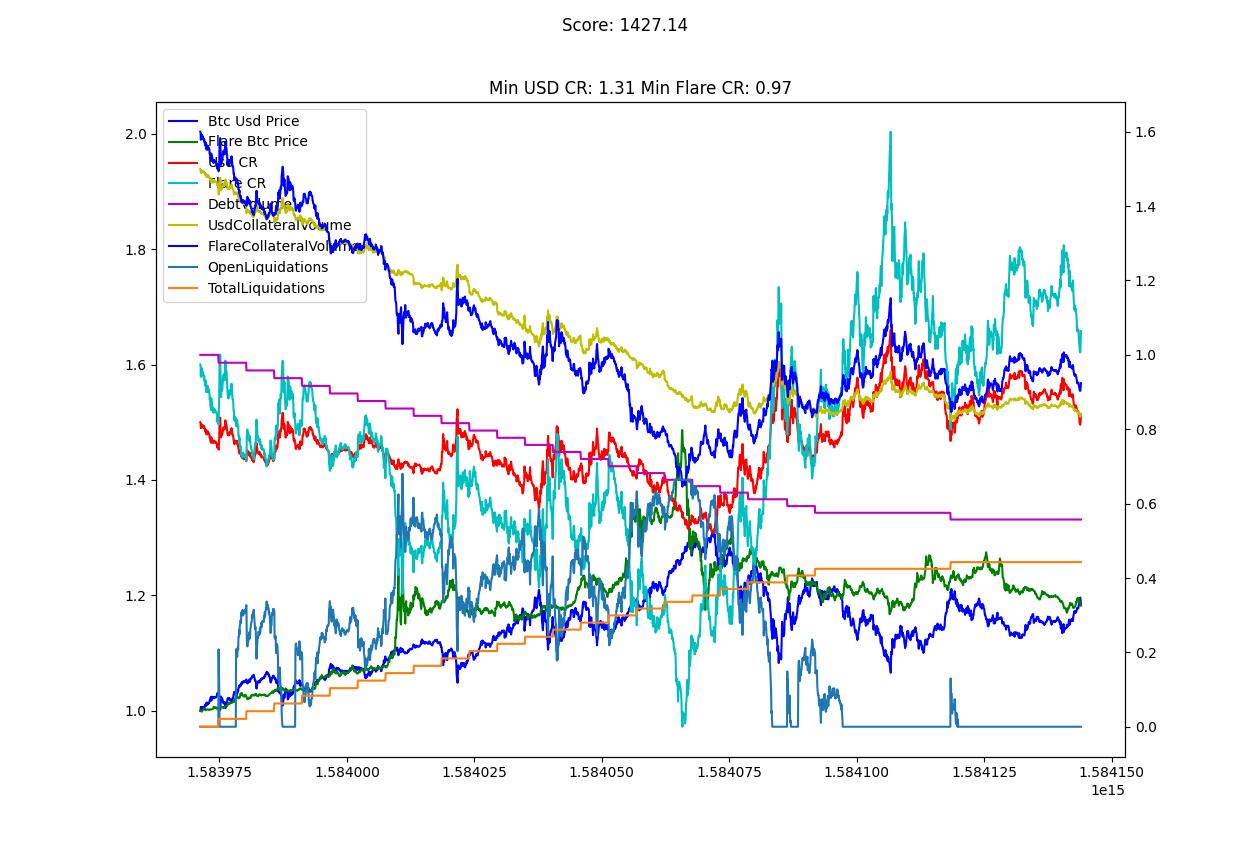 Score: 1427.14
Min USD CR: 1.31 Min Flare CR: 0.97
Btc Usd Price
Flare Btc Price
Usd CR
Flare CR
DebtVolume
UsdCollateralVolume
FlareCollateralVolume
OpenLiquidations
TotalLiquidations
2.0
1.8
1.6
1.4
1.2
1.0
1.6
1.4
1.2
1.0
0.8
0.6
0.4
0.2
0.0
1.583975 1.584000 1.584025 1.584050 1.584075 1.584100 1.584125 1.584150
1e15